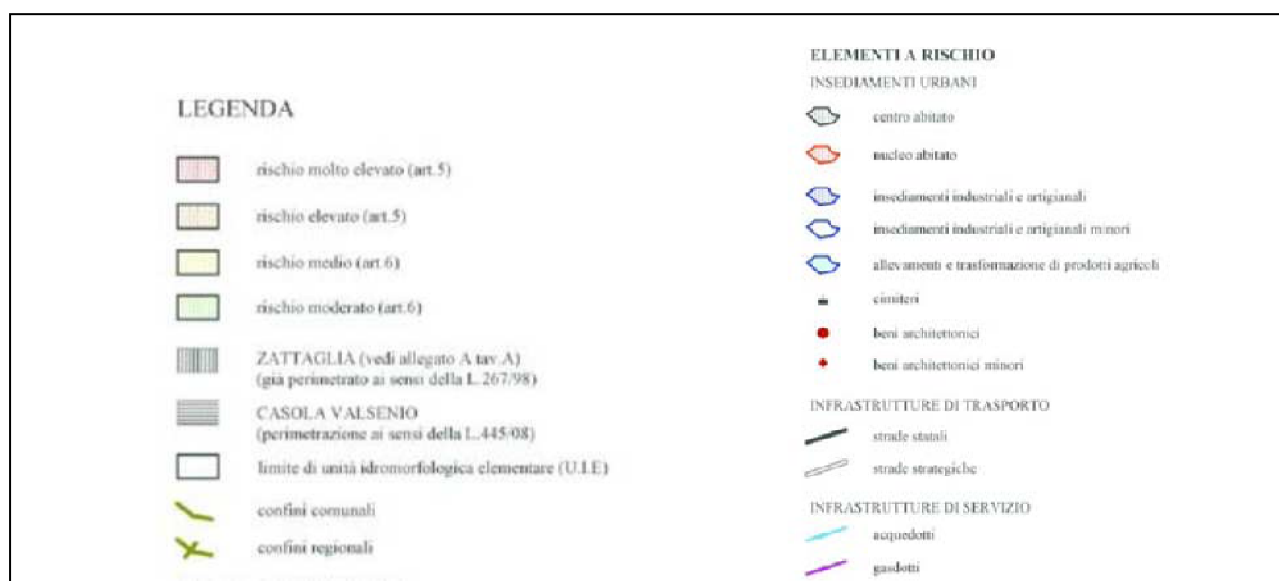 LEGENDA
rischio molto elevato (art.5)
rischio elevato (art.5)
rischio medio (art.6)
rischio moderato (art.6)
ZATTAGLIA (vedi allegato A tav.A)
(già perimetrato ai sensi della L.267/98)
CASOLA VALSENIO
(perimetrazione ai sensi della L.445/08)
limite di unità idromorfologica elementare (U.I.E)
confini comunali
confini regionali
ELEMENTI A RISCHIO
INSEDIAMENTI URBANI
centro abitato
nucleo abitato
insediamenti industriali e artigianali
insediamenti industriali e artigianali minori
allevamenti e trasformazione di prodotti agricoli
cimiteri
beni architettonici
beni architettonici minori
INFRASTRUTTURE DI TRASPORTO
strade statali
strade strategiche
INFRASTRUTTURE DI SERVIZIO
acquedotti
gasdotti